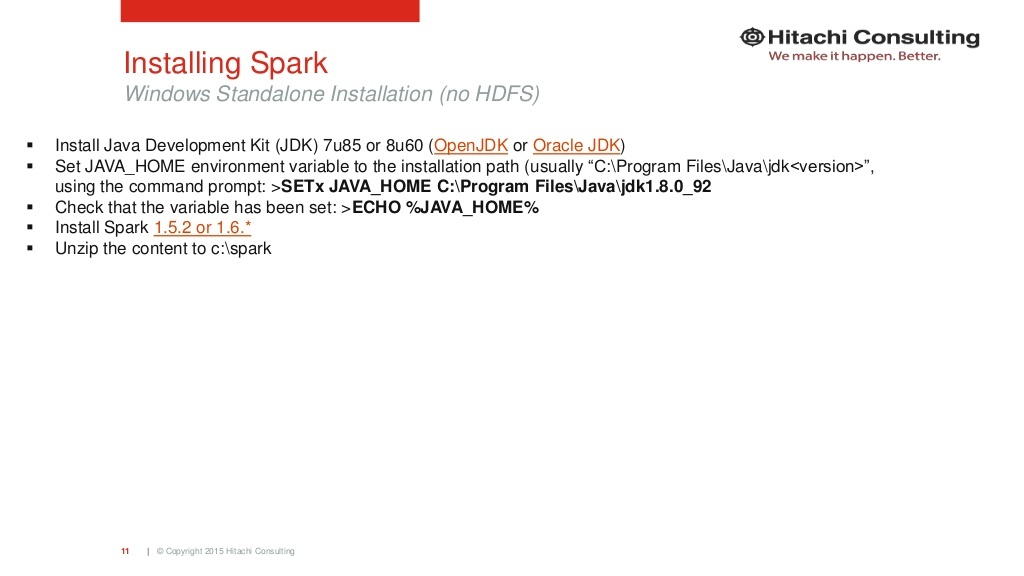 Hitachi Consulting
We make it happen. Better.
Installing Spark
Windows Standalone Installation (no HDFS)
▪ Install Java Development Kit (JDK) 7u85 or 8u60 (OpenJDK or Oracle JDK)
▪ Set JAVA_HOME environment variable to the installation path (usually “C:\Program Files\Java\jdk<version>”,
using the command prompt: >SETx JAVA_HOME C:\Program Files\Java\jdk1.8.0_92
▪ Check that the variable has been set: >ECHO %JAVA_HOME%
▪ Install Spark 1.5.2 or 1.6.*
▪ Unzip the content to c:\spark
11 | © Copyright 2015 Hitachi Consulting